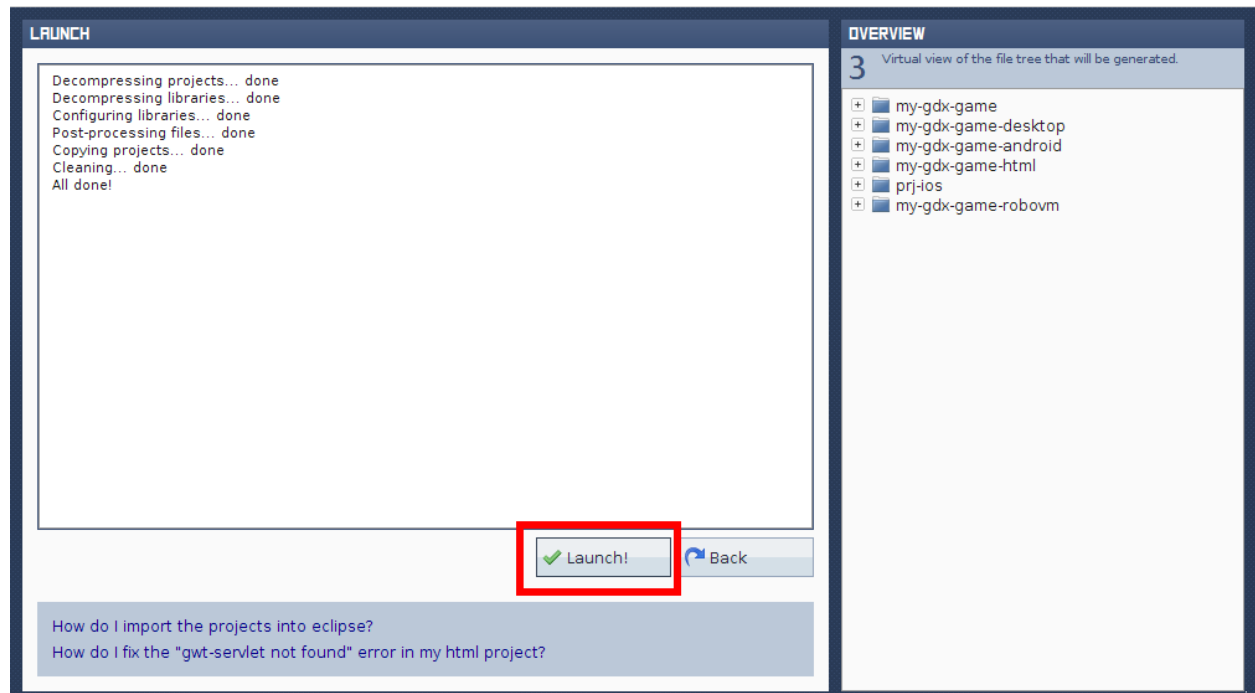 LAUNCH
Decompressing projects... done
Decompressing libraries... done
Configuring libraries... done
Post-processing files... done
Copying projects... done
Cleaning... done
All done!
Launch!
Back
How do I import the projects into eclipse?
How do I fix the "gwt-servlet not found" error in my html project?
OVERVIEW
3 Virtual view of the file tree that will be generated.
my-gdx-game
my-gdx-game-desktop
my-gdx-game-android
my-gdx-game-html
prj-ios
my-gdx-game-robovm